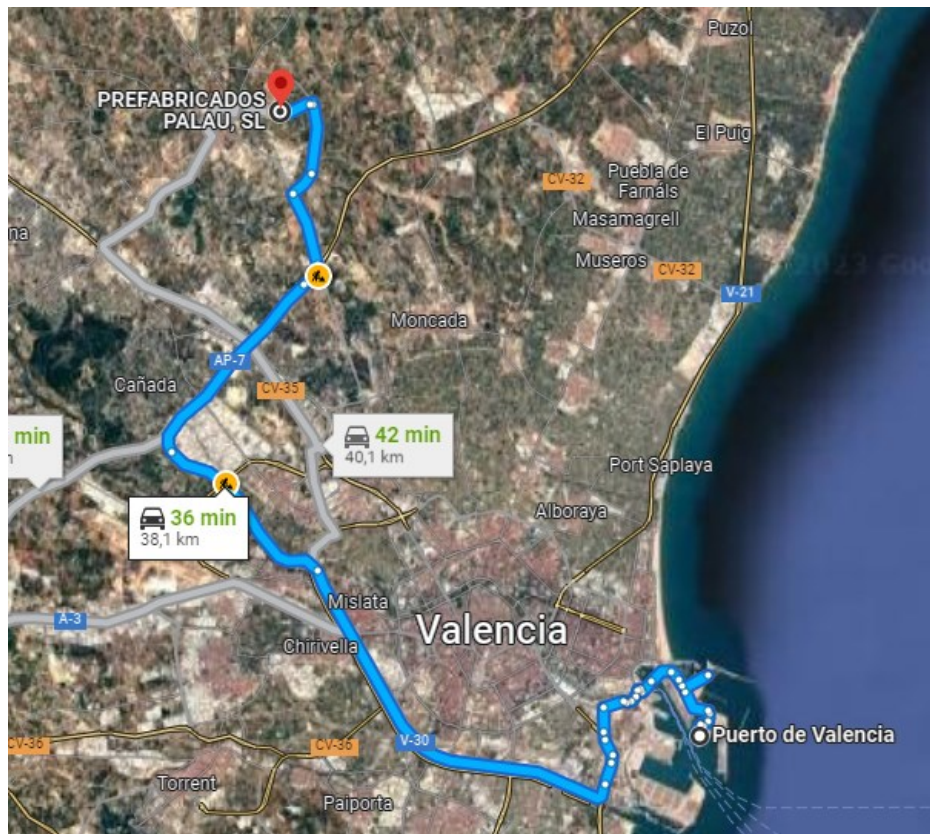 Puzol
PREFABRICADOS
PALAU, SL
El Puig
CV-32
Puebla de
Farnáls
Masamagrell
na
Museros
CV-32
V-21
Moncada
AP-7
Cañada
CV-35
min
42 min
40,1 km
Port Saplaya
36 min
38,1 km
Alboraya
Mislata
A-3
Valencia
Chirivella
Puerto de Valencia
CV-36
CV-36
V-30
Torrent
Paiporta